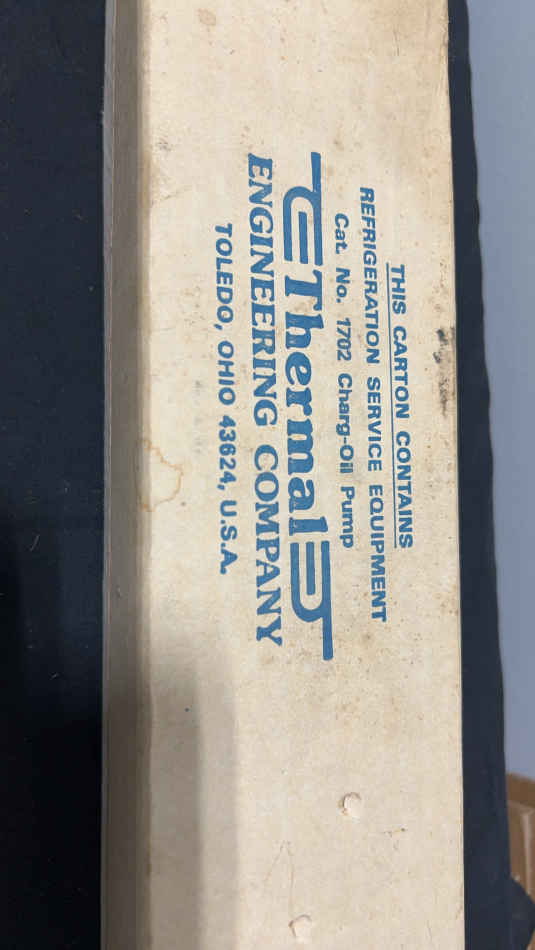 THIS CARTON CONTAINS
REFRIGERATION SERVICE EQUIPMENT
Cat. No. 1702 Charg-Oil Pump
Thermal
ENGINEERING COMPANY
TOLEDO, OHIO 43624, U.S.A.